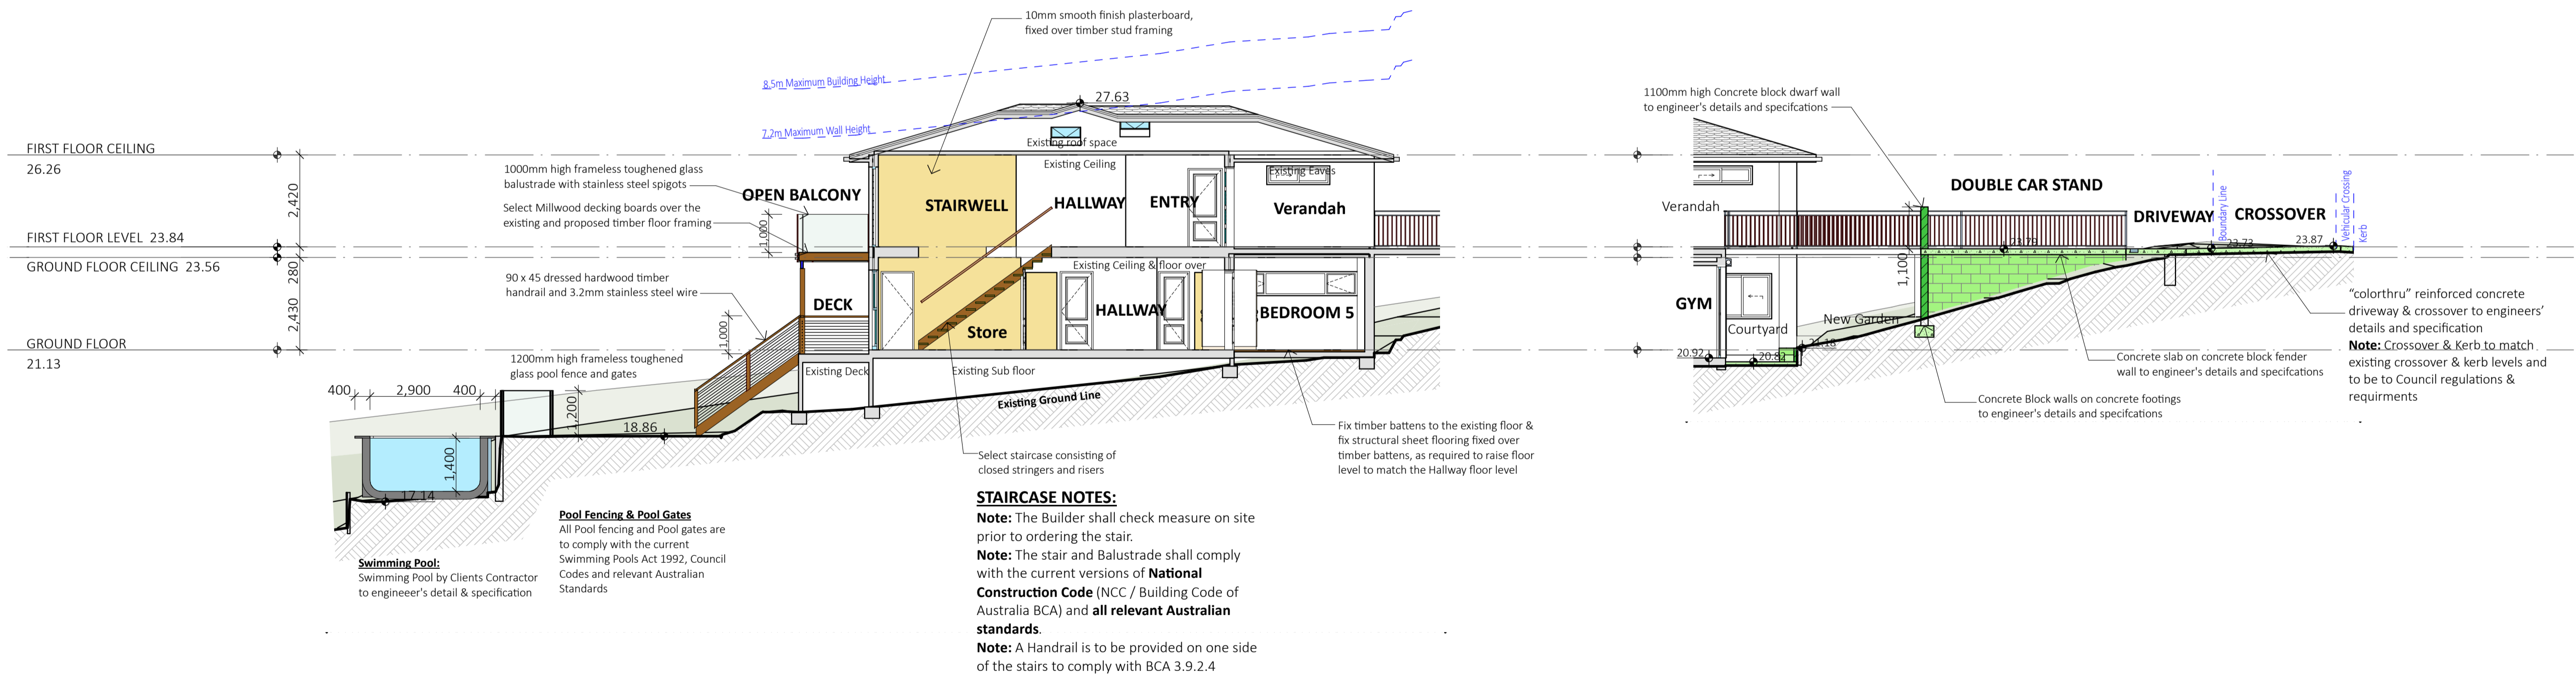 10mm smooth finish plasterboard,
fixed over timber stud framing
8.5m Maximum Building Height
27.63
7.2m Maximum Wall Height
FIRST FLOOR CEILING
26.26
2,420
FIRST FLOOR LEVEL 23.84
GROUND FLOOR CEILING 23.56
280
2,430
GROUND FLOOR
21.13
1000mm high frameless toughened glass
balustrade with stainless steel spigots
Select Millwood decking boards over the
existing and proposed timber floor framing
90 x 45 dressed hardwood timber
handrail and 3.2mm stainless steel wire
1200mm high frameless toughened
glass pool fence and gates
OPEN BALCONY
1,000
DECK
1,000
Existing Deck
Existing roof space
Existing Ceiling
Existing Eaves
STAIRWELL
HALLWAY
ENTRY
Verandah
Existing Ceiling & floor over
Store
HALLWAY
BEDROOM 5
Existing Sub floor
Existing Ground Line
400
2,900
400
1,200
18.86
1,400
17.14
Select staircase consisting of
closed stringers and risers
Fix timber battens to the existing floor &
fix structural sheet flooring fixed over
timber battens, as required to raise floor
level to match the Hallway floor level
Swimming Pool:
Swimming Pool by Clients Contractor
to engineeer's detail & specification
Pool Fencing & Pool Gates
All Pool fencing and Pool gates are
to comply with the current
Swimming Pools Act 1992, Council
Codes and relevant Australian
Standards
STAIRCASE NOTES:
Note: The Builder shall check measure on site
prior to ordering the stair.
Note: The stair and Balustrade shall comply
with the current versions of National
Construction Code (NCC / Building Code of
Australia BCA) and all relevant Australian
standards.
Note: A Handrail is to be provided on one side
of the stairs to comply with BCA 3.9.2.4
1100mm high Concrete block dwarf wall
to engineer's details and specifcations
Verandah
DOUBLE CAR STAND
DRIVEWAY
Boundary Line
CROSSOVER
Vehicular Crossing
Kerb
23.79
23.73
23.87
1,100
GYM
Courtyard
New Garden
20.92
20.82
21.18
Concrete slab on concrete block fender
wall to engineer's details and specifcations
Concrete Block walls on concrete footings
to engineer's details and specifcations
“colorthru” reinforced concrete
driveway & crossover to engineers’
details and specification
Note: Crossover & Kerb to match
existing crossover & kerb levels and
to be to Council regulations &
requirments